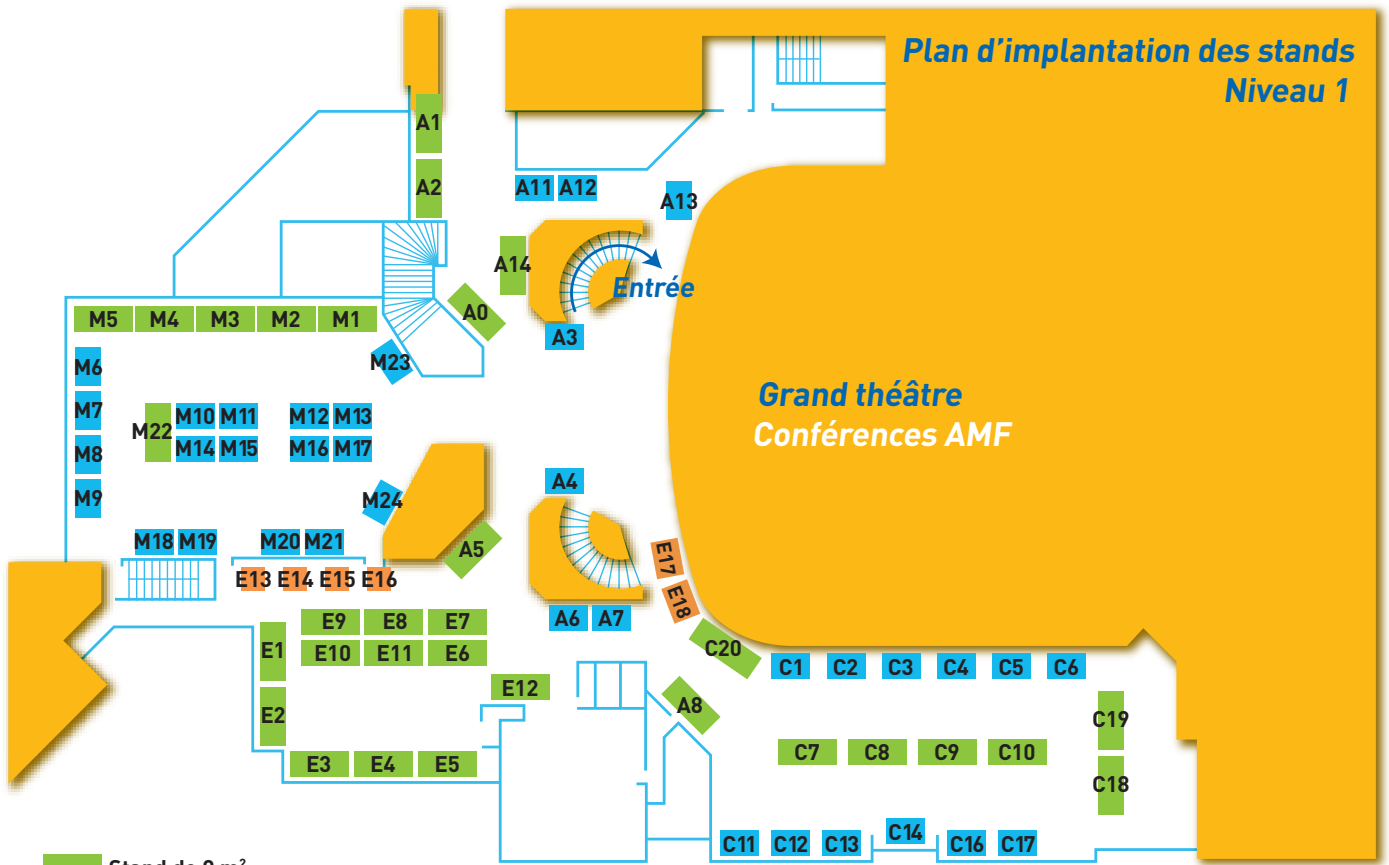 Plan d’implantation des stands
Niveau 1
A1
A2
A11 A12
A13
A14
Entrée
A0
A3
M5 M4 M3 M2 M1
M23
M6
M7
M8
M9
M22
M10 M11 M12 M13
M14 M15 M16 M17
Grand théâtre
Conférences AMF
A4
M24
A5
M18 M19 M20 M21
E13 E14 E15 E16
E17
E18
A6 A7
E9 E8 E7
E10 E11 E6
E1
E2
E12
E3 E4 E5
A8
C20
C1 C2 C3 C4 C5 C6
C19
C7 C8 C9 C10
C18
C11 C12 C13 C14 C16 C17
Stand de 9 m²